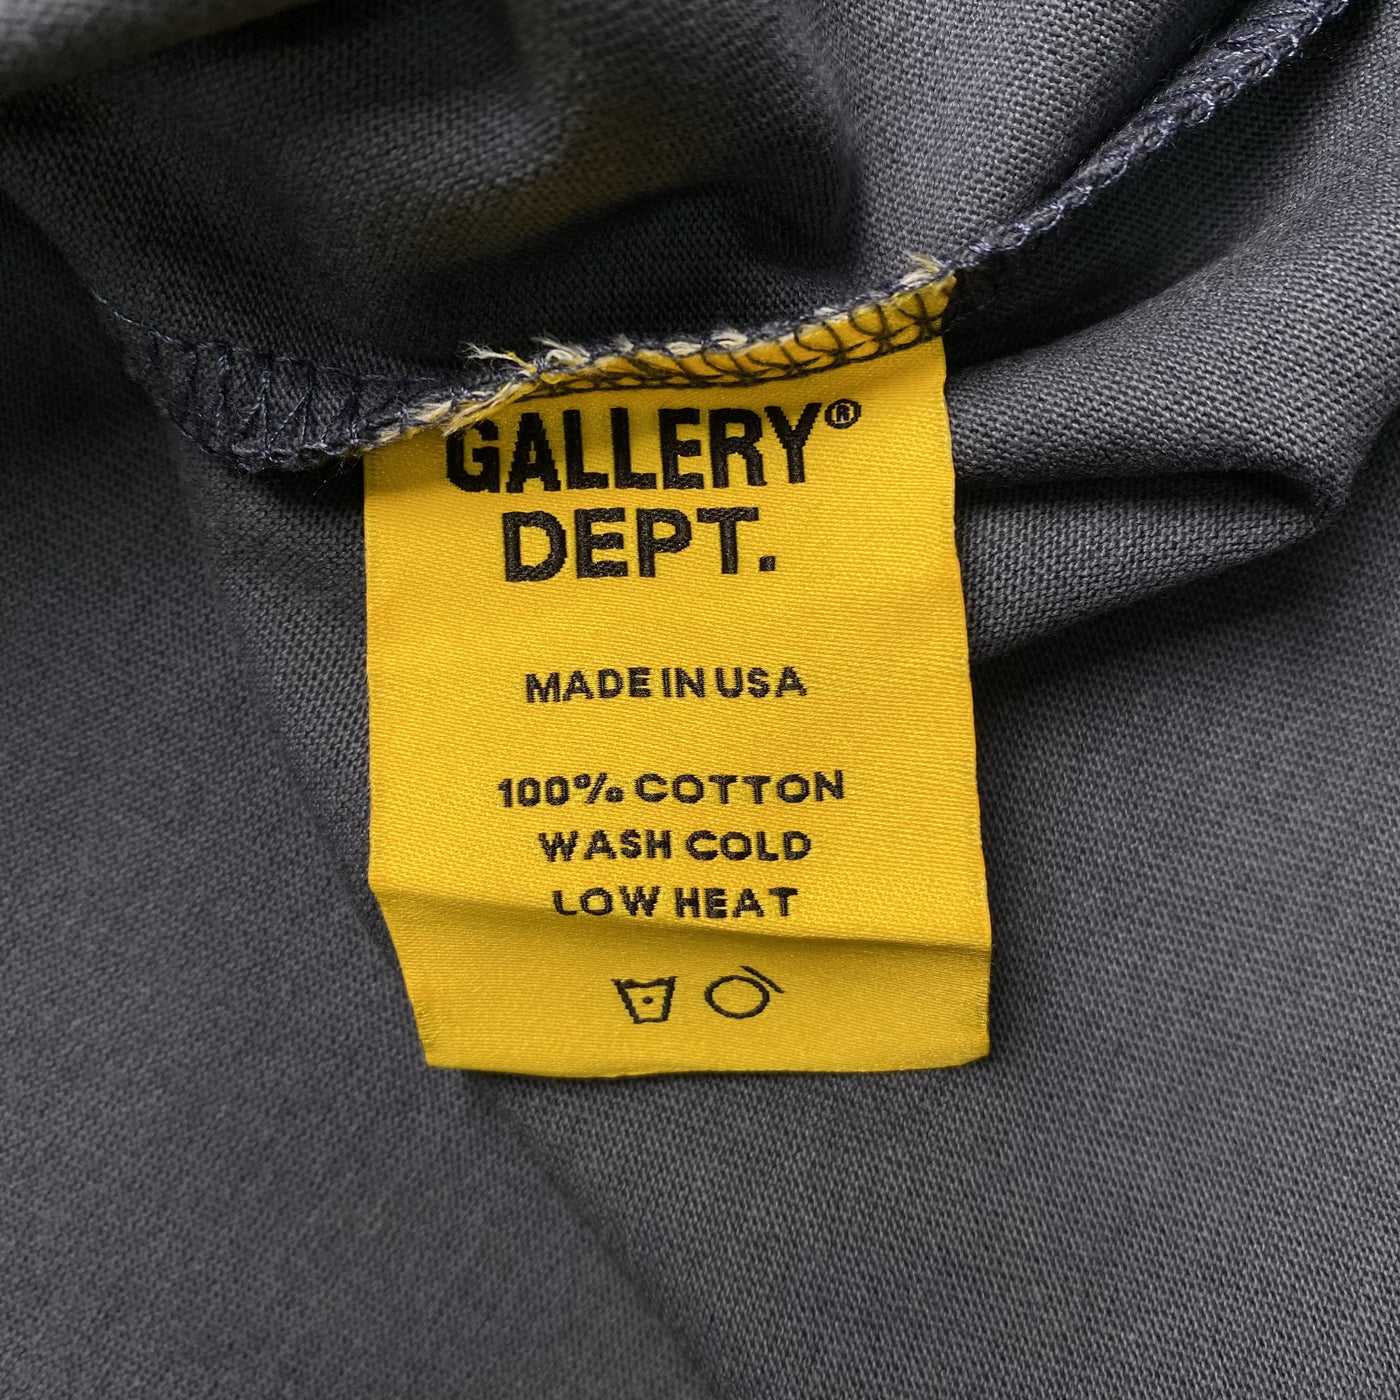 GALLERY®
DEPT.
MADE IN USA
100% COTTON
WASH COLD
LOW HEAT